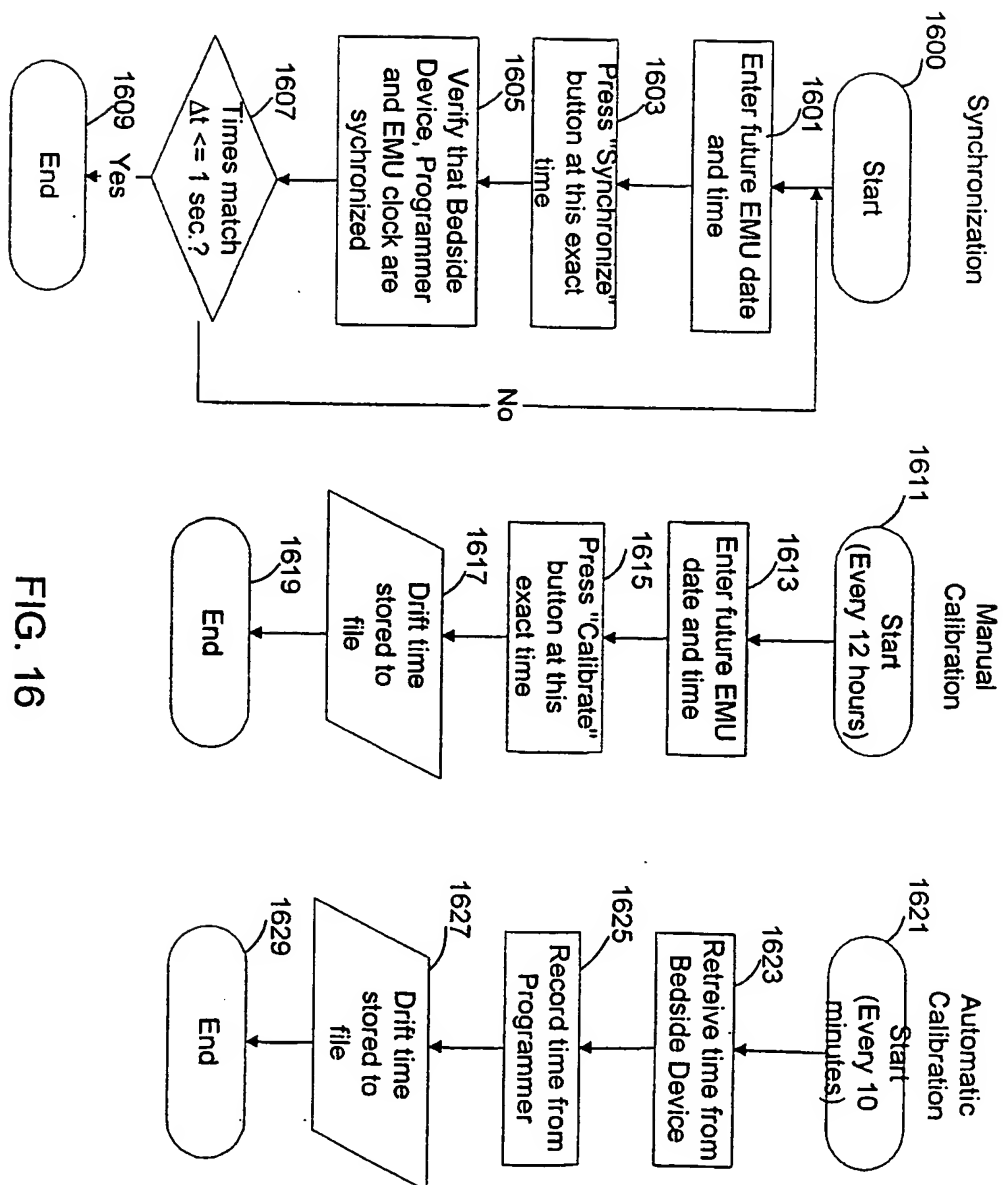 Synchronization
1600
Start
1601
Enter future EMU date
and time
1603
Press "Synchronize"
button at this exact
time
1605
Verify that Bedside
Device, Programmer
and EMU clock are
sychronized
1607
Times match
Δt <= 1 sec.?
No
Yes
1609
End
Manual
Calibration
1611
Start
(Every 12 hours)
1613
Enter future EMU
date and time
1615
Press "Calibrate"
button at this
exact time
1617
Drift time
stored to
file
1619
End
Automatic
Calibration
1621
Start
(Every 10
minutes)
1623
Retreive time from
Bedside Device
1625
Record time from
Programmer
1627
Drift time
stored to
file
1629
End
FIG. 16